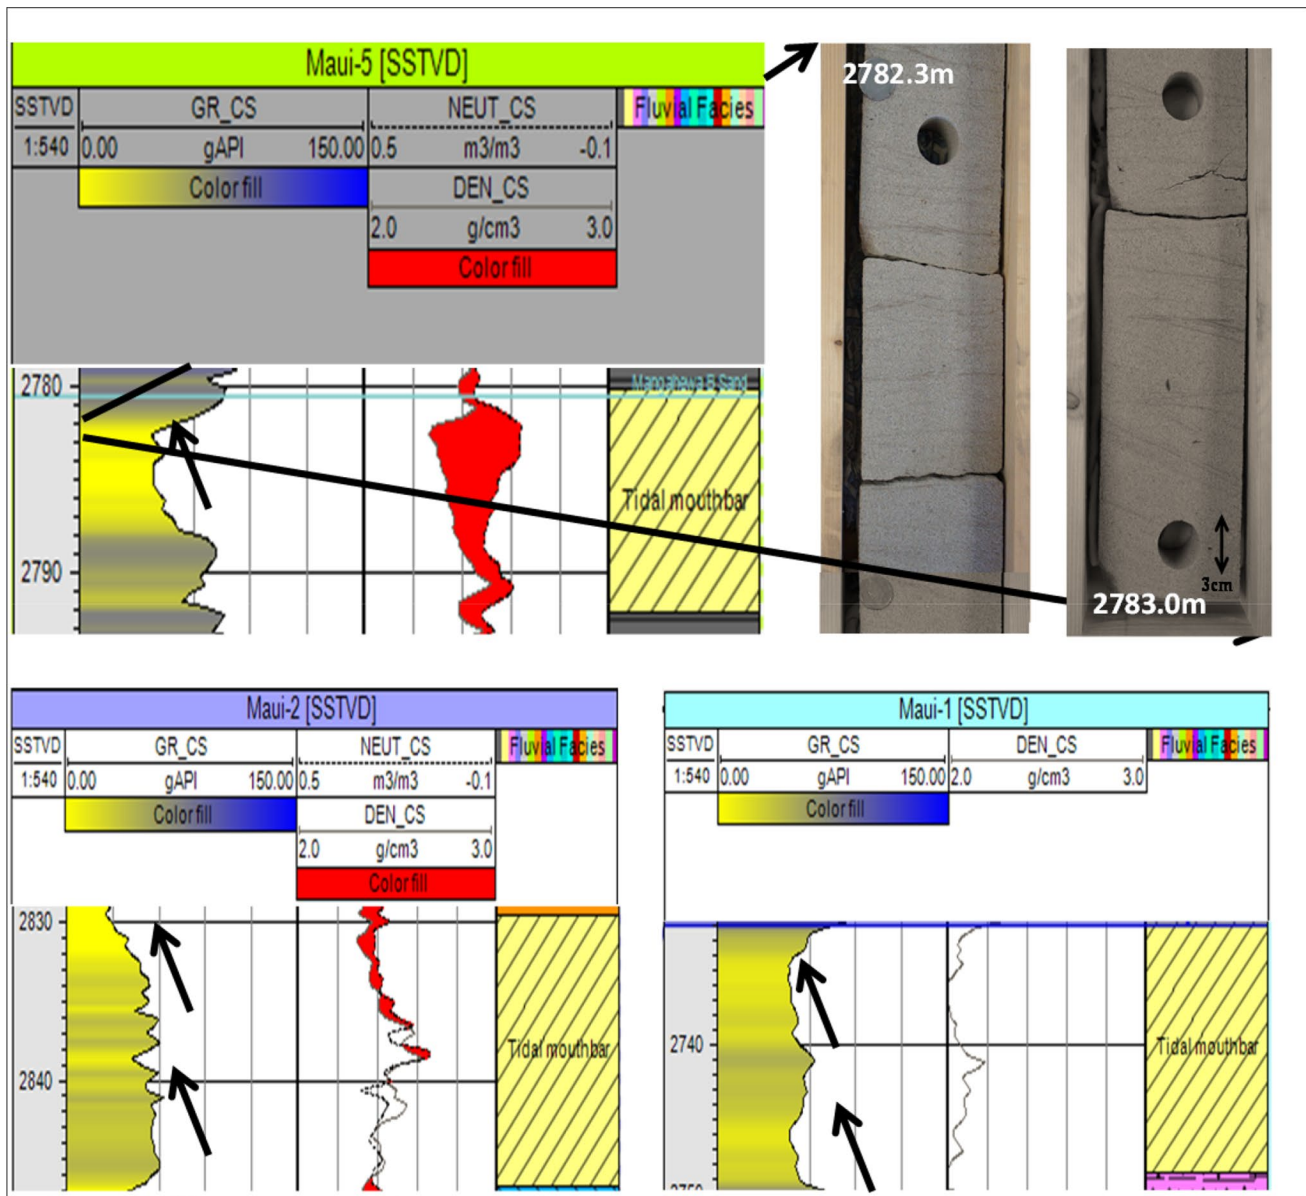 Maui-5 [SSTVD]
SSTVD GR_CS NEUT_CS Fluvial Facies
1:540 0.00 gAPI 150.00 0.5 m3/m3 -0.1
Color fill DEN_CS
2.0 g/cm3 3.0
Color fill
2780
Mangahewa B Sand
Tidal mouthbar
2790
2782.3m
3cm
2783.0m
Maui-2 [SSTVD]
SSTVD GR_CS NEUT_CS Fluvial Facies
1:540 0.00 gAPI 150.00 0.5 m3/m3 -0.1
Color fill DEN_CS
2.0 g/cm3 3.0
Color fill
2830
Tidal mouthbar
2840
Maui-1 [SSTVD]
SSTVD GR_CS DEN_CS Fluvial Facies
1:540 0.00 gAPI 150.00 2.0 g/cm3 3.0
Color fill
2740
Tidal mouthbar
2750